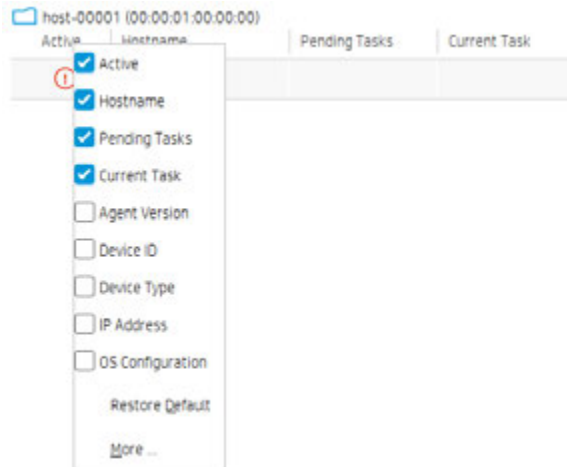 host-00001 (00:00:01:00:00:00)
Active Hostname Pending Tasks Current Task
Active
Hostname
Pending Tasks
Current Task
Agent Version
Device ID
Device Type
IP Address
OS Configuration
Restore Default
More ...